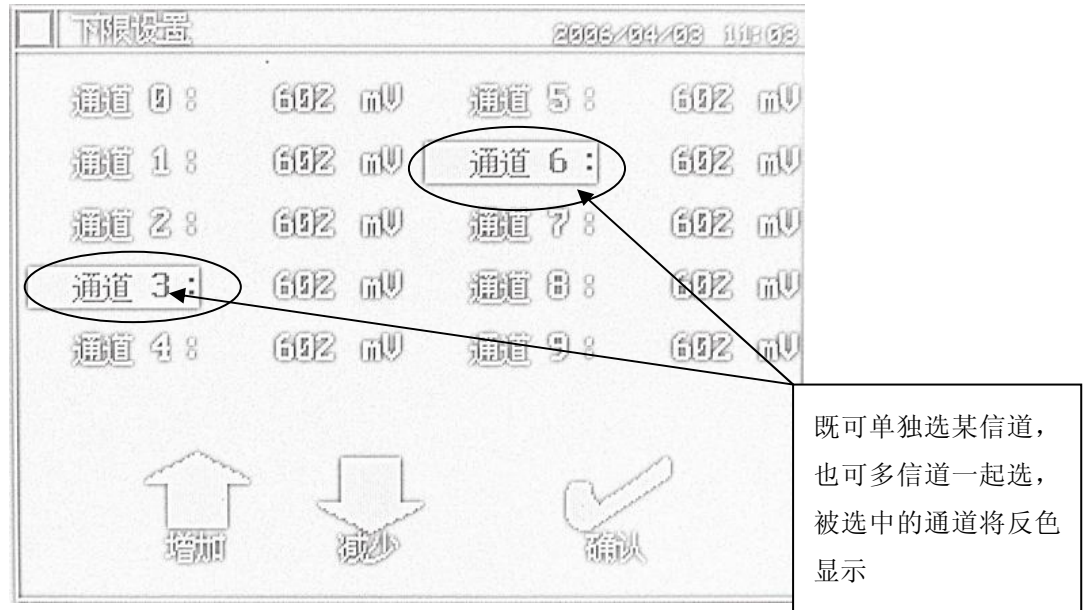 下限设置 2006/04/03 11:03
通道 0: 602 mV 通道 5: 602 mV
通道 1: 602 mV 通道 6: 602 mV
通道 2: 602 mV 通道 7: 602 mV
通道 3: 602 mV 通道 8: 602 mV
通道 4: 602 mV 通道 9: 602 mV
增加 减少 确认
既可单独选某信道，
也可多信道一起选，
被选中的通道将反色
显示